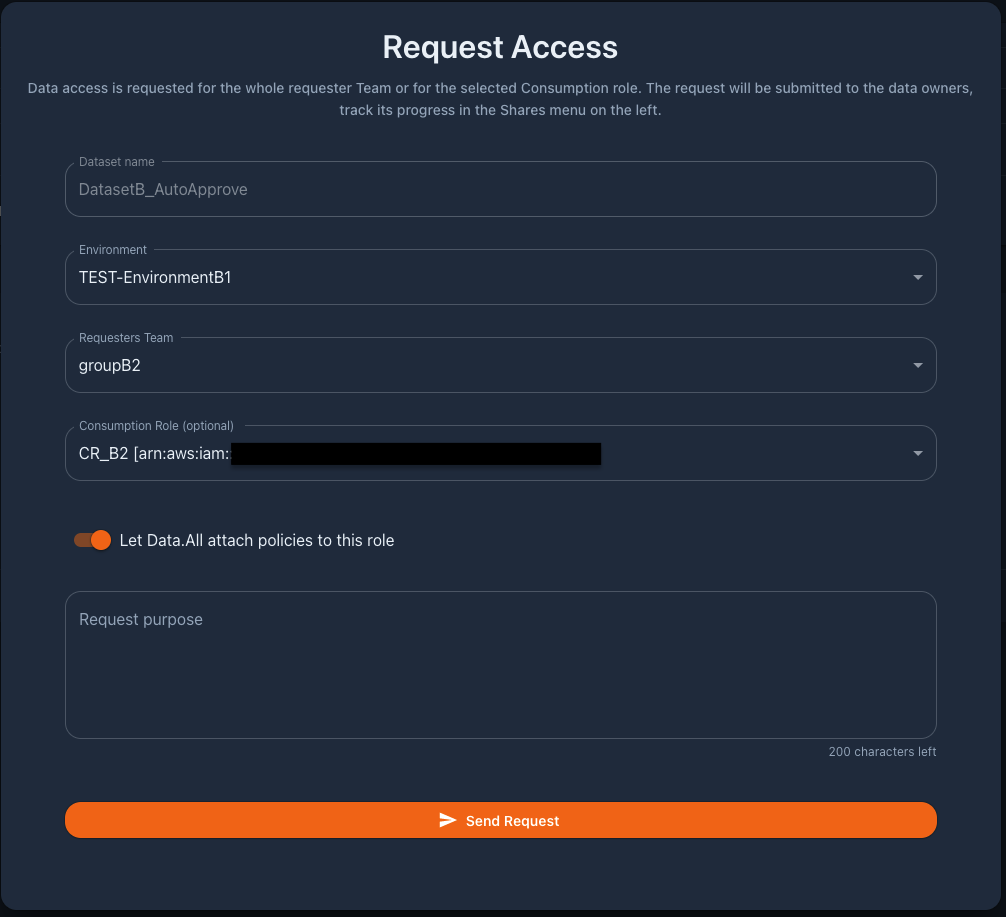 Request Access
Data access is requested for the whole requester Team or for the selected Consumption role. The request will be submitted to the data owners,
track its progress in the Shares menu on the left.
Dataset name
DatasetB_AutoApprove
Environment
TEST-EnvironmentB1
Requesters Team
groupB2
Consumption Role (optional)
CR_B2 [arn:aws:iam::
Let Data.All attach policies to this role
Request purpose
200 characters left
Send Request